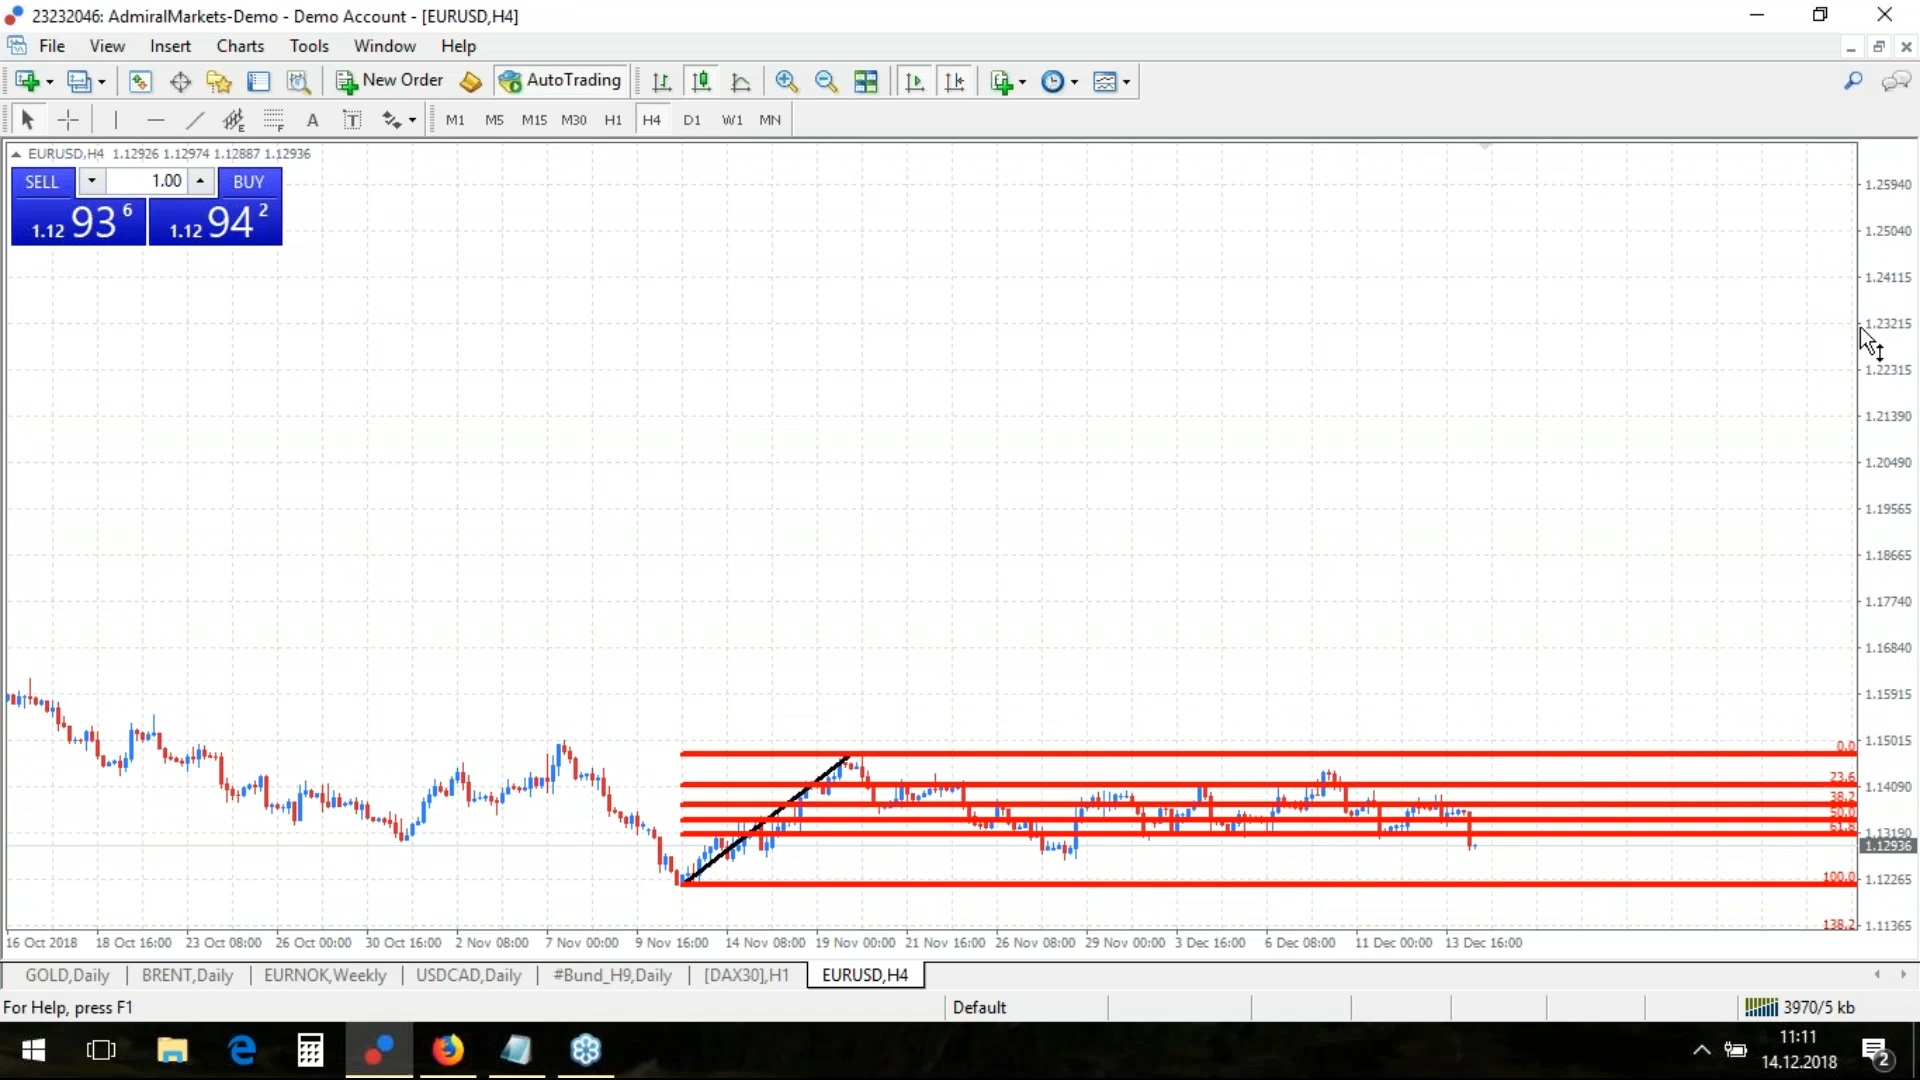 23232046: AdmiralMarkets-Demo - Demo Account - [EURUSD,H4]
File View Insert Charts Tools Window Help
New Order AutoTrading
A T M1 M5 M15 M30 H1 H4 D1 W1 MN
EURUSD,H4 1.12926 1.12974 1.12887 1.12936
SELL 1.00 BUY
1.12 93 6 1.12 94 2
1.25940
1.25040
1.24115
1.23215
1.22315
1.21390
1.20490
1.19565
1.18665
1.17740
1.16840
1.15915
1.15015
0.0
23.6
1.14090
38.2
50.0
61.8
1.13190
1.12936
100.0
1.12265
138.2
1.11365
16 Oct 2018 18 Oct 16:00 23 Oct 08:00 26 Oct 00:00 30 Oct 16:00 2 Nov 08:00 7 Nov 00:00 9 Nov 16:00 14 Nov 08:00 19 Nov 00:00 21 Nov 16:00 26 Nov 08:00 29 Nov 00:00 3 Dec 16:00 6 Dec 08:00 11 Dec 00:00 13 Dec 16:00
GOLD,Daily BRENT,Daily EURNOK,Weekly USDCAD,Daily #Bund_H9,Daily [DAX30],H1 EURUSD,H4
For Help, press F1 Default 3970/5 kb
11:11
14.12.2018
2